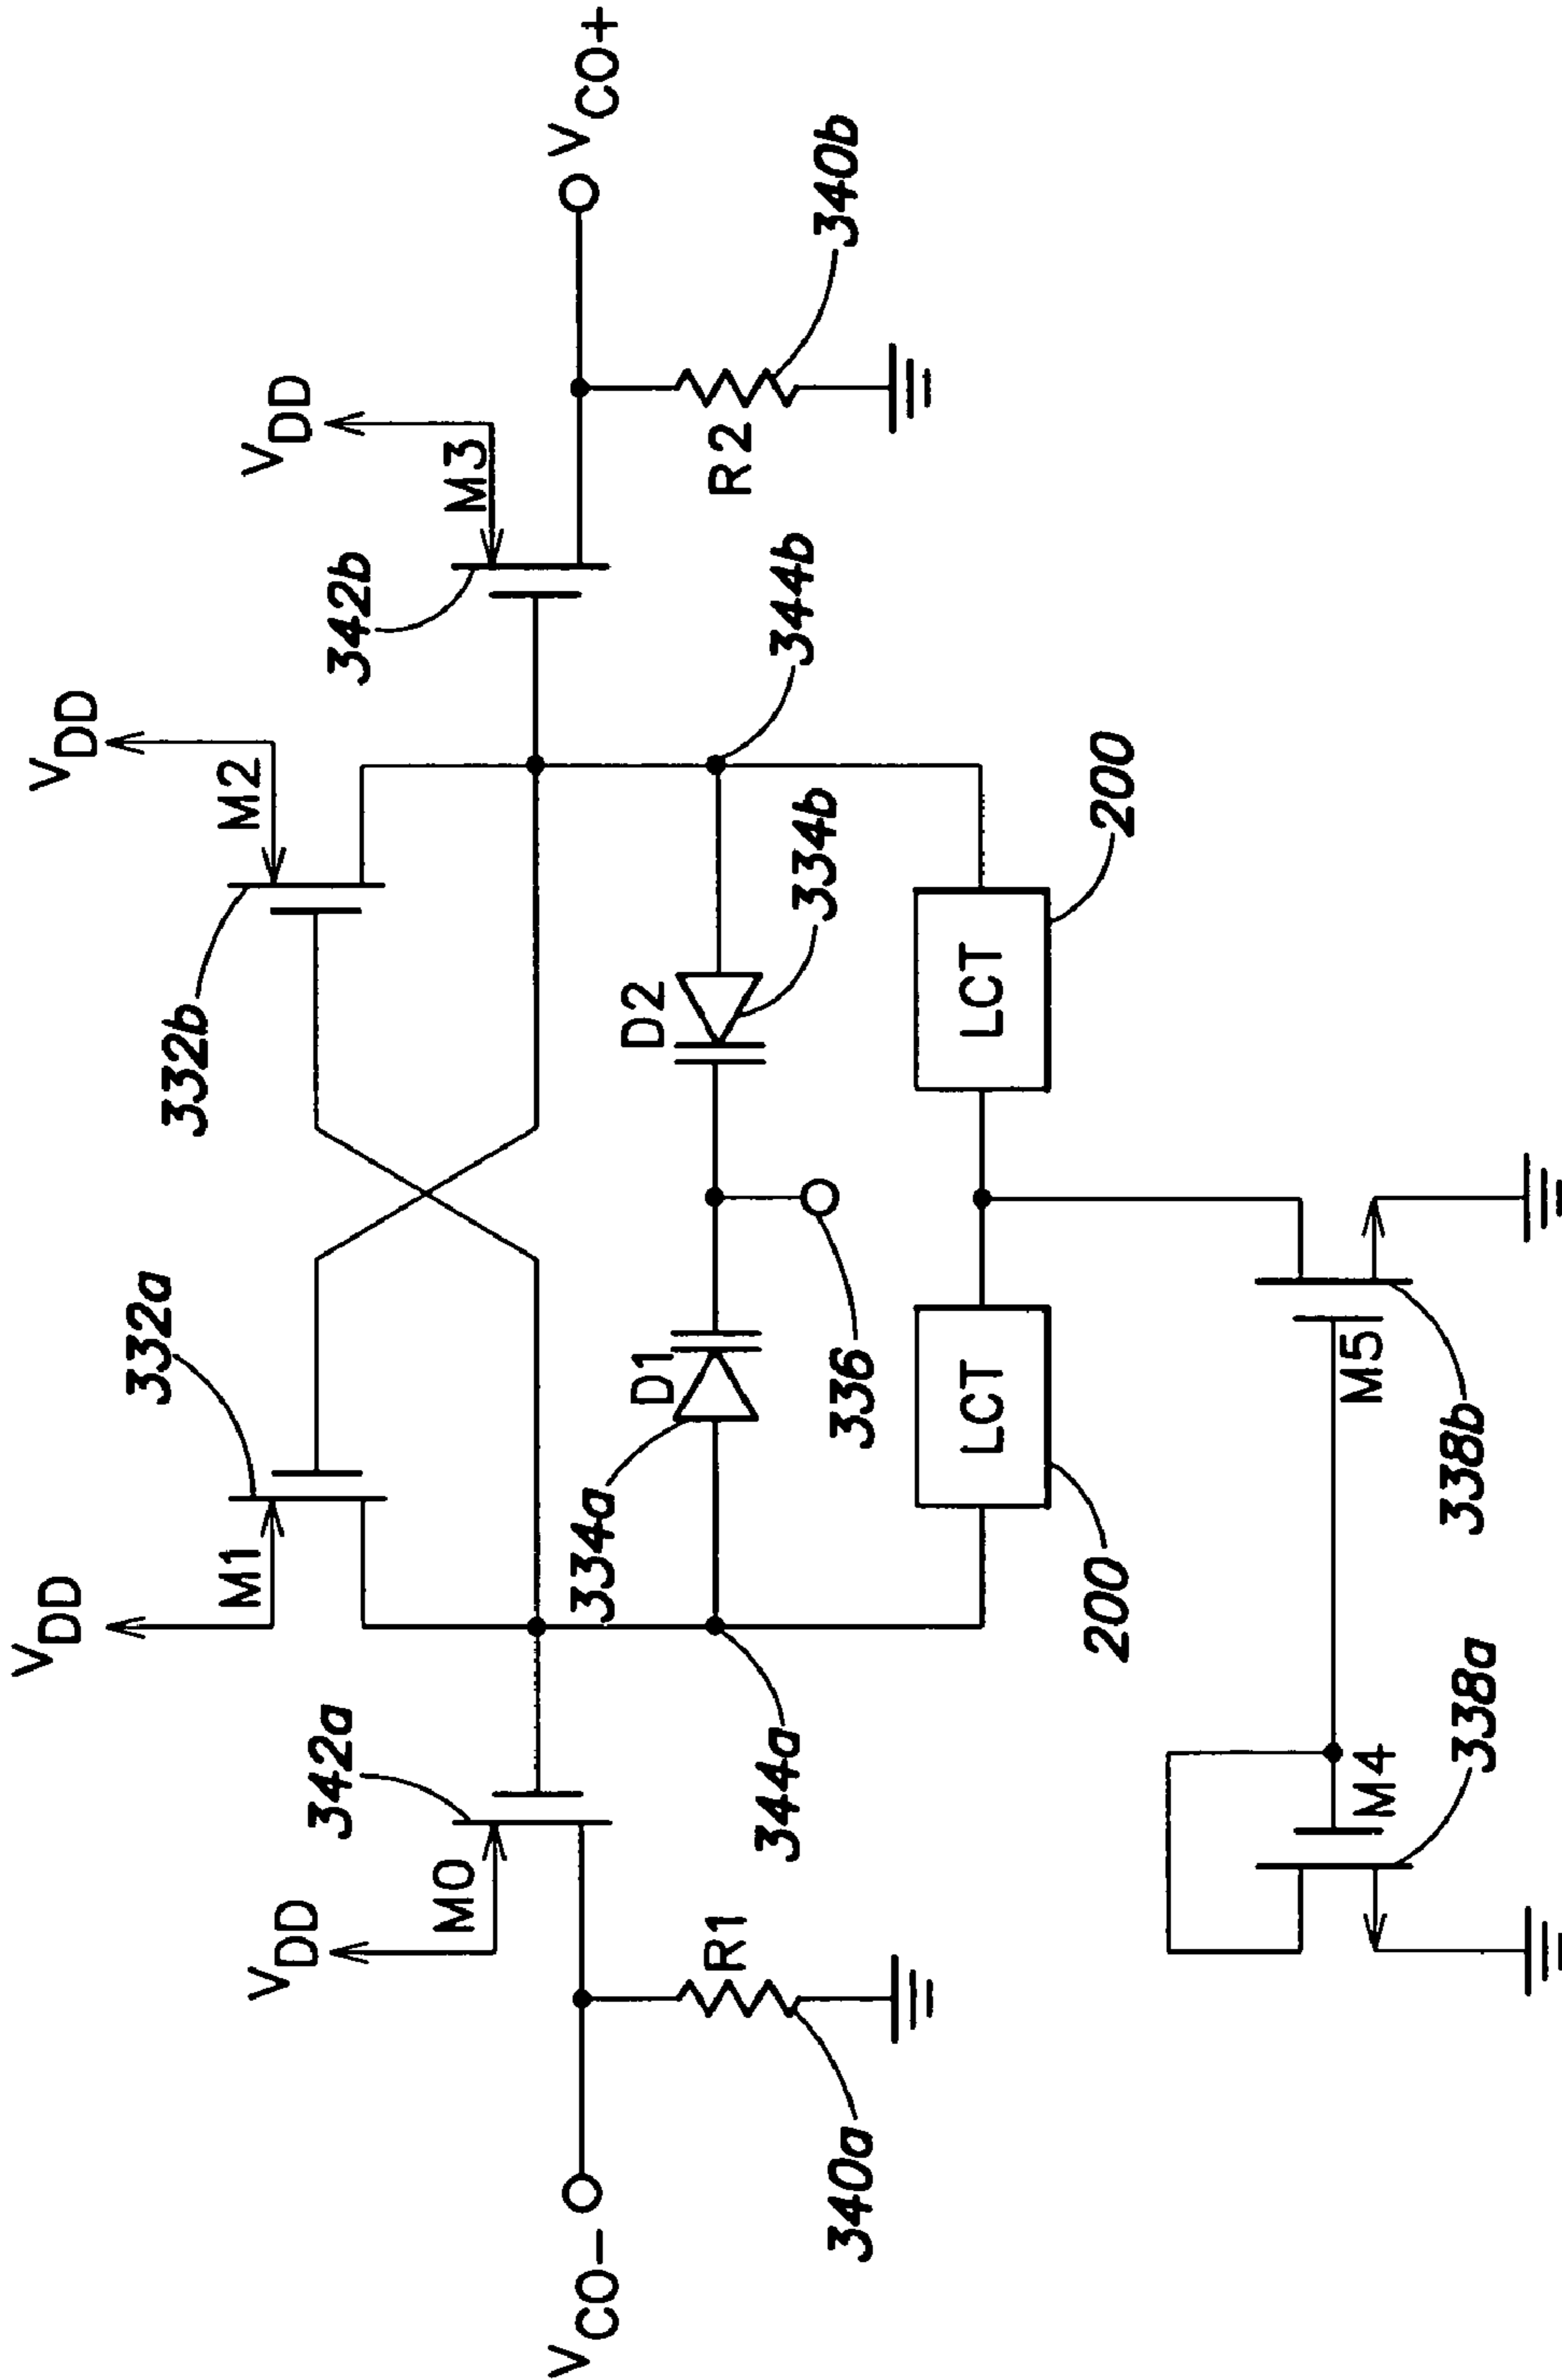 VDD
VDD
332a
332b
M1
M2
VDD
VDD
342a
342b
M0
M3
VCO-
VCO+
334a
D1
D2
R1
R2
344a
344b
334b
340a
336
340b
LCT
LCT
200
200
M4
M5
338a
338b